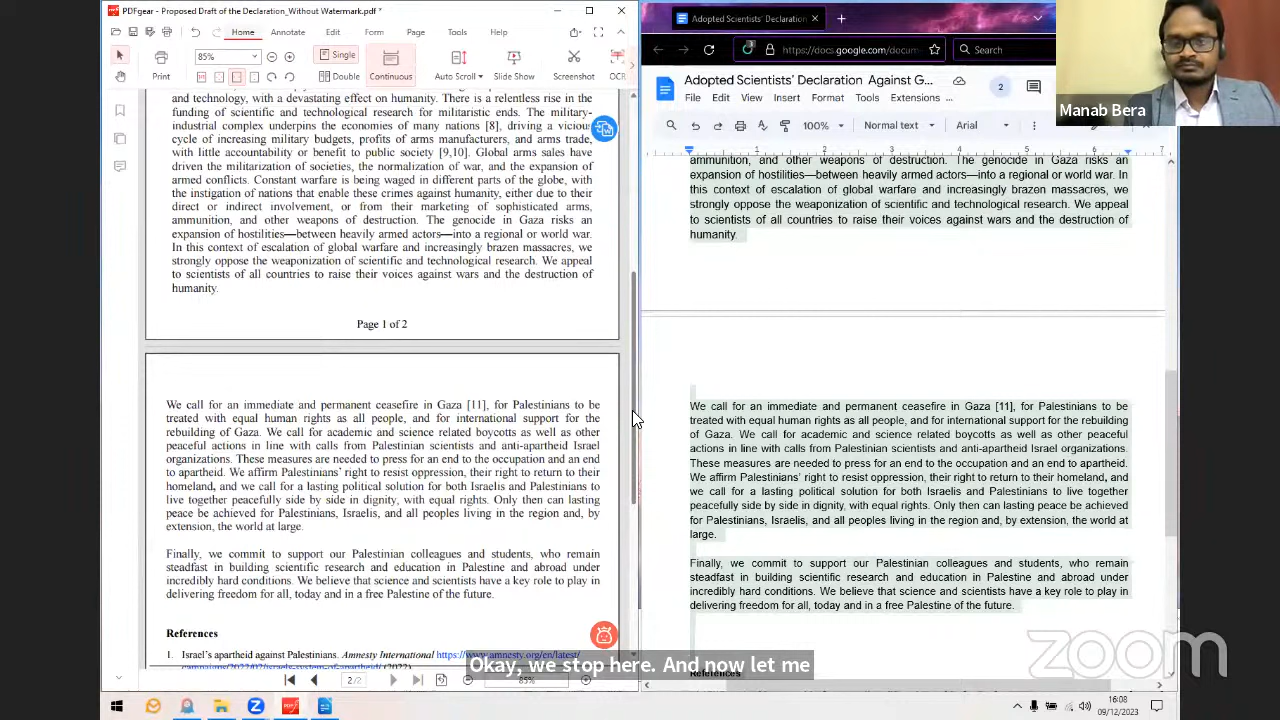 PDFgear - Proposed Draft of the Declaration_Without Watermark.pdf *
Home
Annotate
Edit
Form
Page
Tools
Help
85%
Single
Double
Print
Continuous
Auto Scroll
Slide Show
Screenshot
OCR
and technology, with a devastating effect on humanity. There is a relentless rise in the
funding of scientific and technological research for militaristic ends. The military-
industrial complex underpins the economies of many nations [8], driving a vicious
cycle of increasing military budgets, profits of arms manufacturers, and arms trade,
with little accountability or benefit to public society [9,10]. Global arms sales have
driven the militarization of societies, the normalization of war, and the expansion of
armed conflicts. Constant warfare is being waged in different parts of the globe, with
the instigation of nations that enable these crimes against humanity, either due to their
direct or indirect involvement, or from their marketing of sophisticated arms,
ammunition, and other weapons of destruction. The genocide in Gaza risks an
expansion of hostilities—between heavily armed actors—into a regional or world war.
In this context of escalation of global warfare and increasingly brazen massacres, we
strongly oppose the weaponization of scientific and technological research. We appeal
to scientists of all countries to raise their voices against wars and the destruction of
humanity.
Page 1 of 2
We call for an immediate and permanent ceasefire in Gaza [11], for Palestinians to be
treated with equal human rights as all people, and for international support for the
rebuilding of Gaza. We call for academic and science related boycotts as well as other
peaceful actions in line with calls from Palestinian scientists and anti-apartheid Israel
organizations. These measures are needed to press for an end to the occupation and an end
to apartheid. We affirm Palestinians’ right to resist oppression, their right to return to their
homeland, and we call for a lasting political solution for both Israelis and Palestinians to
live together peacefully side by side in dignity, with equal rights. Only then can lasting
peace be achieved for Palestinians, Israelis, and all peoples living in the region and, by
extension, the world at large.
Finally, we commit to support our Palestinian colleagues and students, who remain
steadfast in building scientific research and education in Palestine and abroad under
incredibly hard conditions. We believe that science and scientists have a key role to play in
delivering freedom for all, today and in a free Palestine of the future.
References
1. Israel’s apartheid against Palestinians. Amnesty International https://www.amnesty.org/en/latest/
campaigns/2022/02/israels-system-of-apartheid/ (2022)
2/2
85%
Adopted Scientists' Declaration
https://docs.google.com/docum
Search
Adopted Scientists' Declaration Against G...
2
File
Edit
View
Insert
Format
Tools
Extensions
100%
Normal text
Arial
1
2
3
4
5
6
7
ammunition, and other weapons of destruction. The genocide in Gaza risks an
expansion of hostilities—between heavily armed actors—into a regional or world war. In
this context of escalation of global warfare and increasingly brazen massacres, we
strongly oppose the weaponization of scientific and technological research. We appeal
to scientists of all countries to raise their voices against wars and the destruction of
humanity.
We call for an immediate and permanent ceasefire in Gaza [11], for Palestinians to be
treated with equal human rights as all people, and for international support for the rebuilding
of Gaza. We call for academic and science related boycotts as well as other peaceful
actions in line with calls from Palestinian scientists and anti-apartheid Israel organizations.
These measures are needed to press for an end to the occupation and an end to apartheid.
We affirm Palestinians' right to resist oppression, their right to return to their homeland, and
we call for a lasting political solution for both Israelis and Palestinians to live together
peacefully side by side in dignity, with equal rights. Only then can lasting peace be achieved
for Palestinians, Israelis, and all peoples living in the region and, by extension, the world at
large.
Finally, we commit to support our Palestinian colleagues and students, who remain
steadfast in building scientific research and education in Palestine and abroad under
incredibly hard conditions. We believe that science and scientists have a key role to play in
delivering freedom for all, today and in a free Palestine of the future.
References
Manab Bera
zoom
Okay, we stop here. And now let me
16:08
09/12/2023